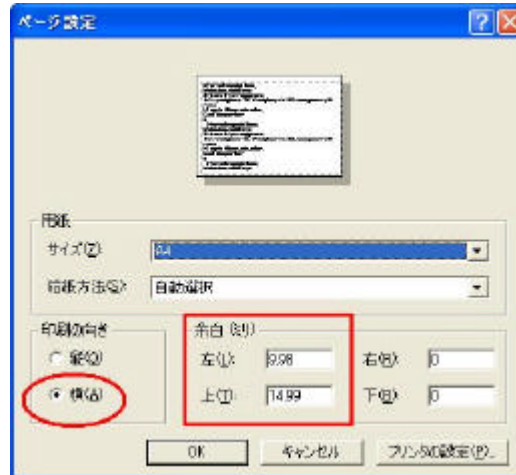 ページ設定
用紙
サイズ(Z): A4
給紙方法(S): 自動選択
印刷の向き
縦(O)
横(A)
余白 (ミリ)
左(L): 9.98 右(R): 0
上(T): 14.99 下(B): 0
OK キャンセル プリンタの設定(P)...